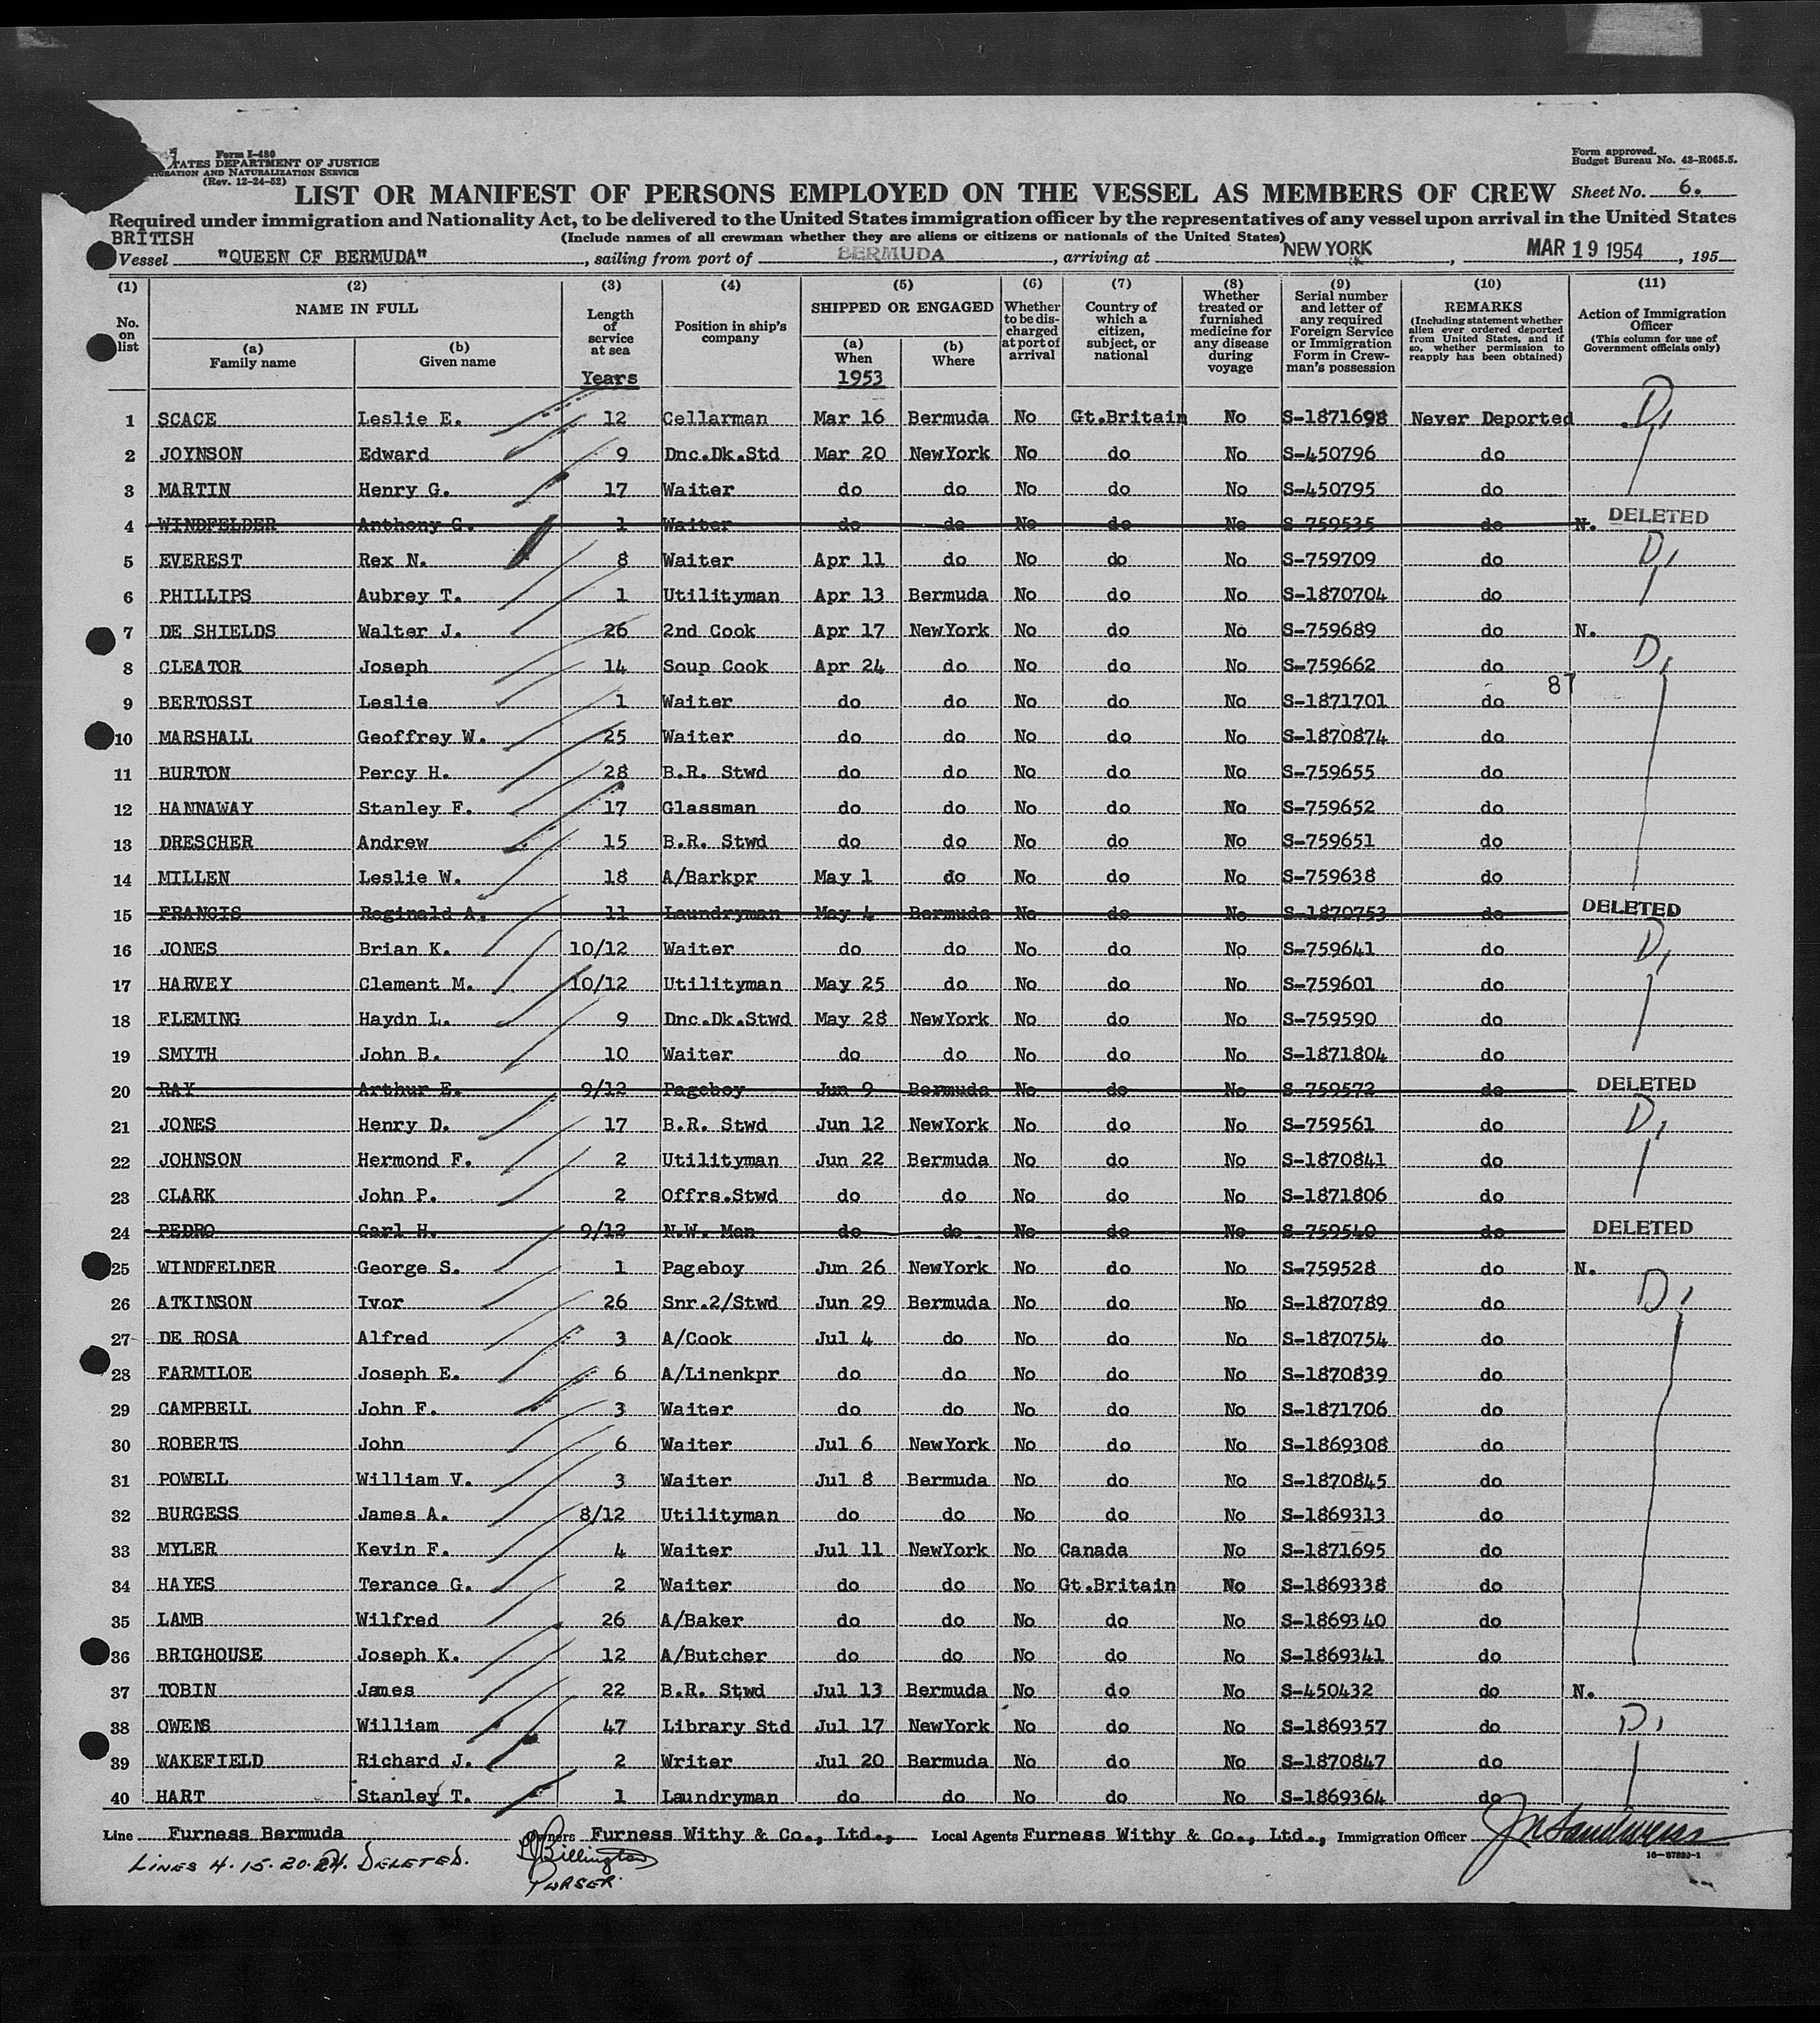 Form I-480
TATES DEPARTMENT OF JUSTICE
GRATION AND NATURALIZATION SERVICE
(Rev. 12-24-52)
Form approved.
Budget Bureau No. 43-R065.5.
LIST OR MANIFEST OF PERSONS EMPLOYED ON THE VESSEL AS MEMBERS OF CREW Sheet No. 6.
Required under immigration and Nationality Act, to be delivered to the United States immigration officer by the representatives of any vessel upon arrival in the United States
BRITISH (Include names of all crewman whether they are aliens or citizens or nationals of the United States)
Vessel "QUEEN OF BERMUDA", sailing from port of BERMUDA, arriving at NEW YORK, MAR 19 1954, 195
(1) (2) (3) (4) (5) (6) (7) (8) (9) (10) (11)
No. on list
NAME IN FULL
(a) Family name
(b) Given name
Length of service at sea
Years
Position in ship's company
SHIPPED OR ENGAGED
(a) When
1953
(b) Where
Whether to be discharged at port of arrival
Country of which a citizen, subject, or national
Whether treated or furnished medicine for any disease during voyage
Serial number and letter of any required Foreign Service or Immigration Form in Crewman's possession
REMARKS
(Including statement whether alien ever ordered deported from United States, and if so, whether permission to reapply has been obtained)
Action of Immigration Officer
(This column for use of Government officials only)
1 SCACE Leslie E. 12 Cellarman Mar 16 Bermuda No Gt.Britain No S-1871698 Never Deported D,
2 JOYNSON Edward 9 Dnc.Dk.Std Mar 20 NewYork No do No S-450796 do
3 MARTIN Henry G. 17 Waiter do do No do No S-450795 do
4 WINDFELDER Anthony G. 1 Waiter do do No do No S-759535 do N. DELETED
5 EVEREST Rex N. 8 Waiter Apr 11 do No do No S-759709 do D,
6 PHILLIPS Aubrey T. 1 Utilityman Apr 13 Bermuda No do No S-1870704 do
7 DE SHIELDS Walter J. 26 2nd Cook Apr 17 NewYork No do No S-759689 do N.
8 CLEATOR Joseph 14 Soup Cook Apr 24 do No do No S-759662 do D,
87
9 BERTOSSI Leslie 1 Waiter do do No do No S-1871701 do
10 MARSHALL Geoffrey W. 25 Waiter do do No do No S-1870874 do
11 BURTON Percy H. 28 B.R. Stwd do do No do No S-759655 do
12 HANNAWAY Stanley F. 17 Glassman do do No do No S-759652 do
13 DRESCHER Andrew 15 B.R. Stwd do do No do No S-759651 do
14 MILLEN Leslie W. 18 A/Barkpr May 1 do No do No S-759638 do
15 FRANCIS Reginald A. 11 Laundryman May 4 Bermuda No do No S-1870753 do DELETED
16 JONES Brian K. 10/12 Waiter do do No do No S-759641 do D,
17 HARVEY Clement M. 10/12 Utilityman May 25 do No do No S-759601 do
18 FLEMING Haydn L. 9 Dnc.Dk.Stwd May 28 NewYork No do No S-759590 do
19 SMYTH John B. 10 Waiter do do No do No S-1871804 do
20 RAY Arthur E. 9/12 Pageboy Jun 9 Bermuda No do No S-759572 do DELETED
21 JONES Henry D. 17 B.R. Stwd Jun 12 NewYork No do No S-759561 do D,
22 JOHNSON Hermond F. 2 Utilityman Jun 22 Bermuda No do No S-1870841 do
23 CLARK John P. 2 Offrs.Stwd do do No do No S-1871806 do
24 PEDRO Carl H. 9/12 N.W. Man do do No do No S-759540 do DELETED
25 WINDFELDER George S. 1 Pageboy Jun 26 NewYork No do No S-759528 do N.
26 ATKINSON Ivor 26 Snr.2/Stwd Jun 29 Bermuda No do No S-1870789 do D,
27 DE ROSA Alfred 3 A/Cook Jul 4 do No do No S-1870754 do
28 FARMILOE Joseph E. 6 A/Linenkpr do do No do No S-1870839 do
29 CAMPBELL John F. 3 Waiter do do No do No S-1871706 do
30 ROBERTS John 6 Waiter Jul 6 NewYork No do No S-1869308 do
31 POWELL William V. 3 Waiter Jul 8 Bermuda No do No S-1870845 do
32 BURGESS James A. 8/12 Utilityman do do No do No S-1869313 do
33 MYLER Kevin F. 4 Waiter Jul 11 NewYork No Canada No S-1871695 do
34 HAYES Terance G. 2 Waiter do do No Gt.Britain No S-1869338 do
35 LAMB Wilfred 26 A/Baker do do No do No S-1869340 do
36 BRIGHOUSE Joseph K. 12 A/Butcher do do No do No S-1869341 do
37 TOBIN James 22 B.R. Stwd Jul 13 Bermuda No do No S-450432 do N.
38 OWENS William 47 Library Std Jul 17 NewYork No do No S-1869357 do D,
39 WAKEFIELD Richard J. 2 Writer Jul 20 Bermuda No do No S-1870847 do
40 HART Stanley T. 1 Laundryman do do No do No S-1869364 do
Line Furness Bermuda Owners Furness Withy & Co., Ltd., Local Agents Furness Withy & Co., Ltd., Immigration Officer
LINES 4.15.20.24. DELETED. Billington
PURSER.
16-57890-1